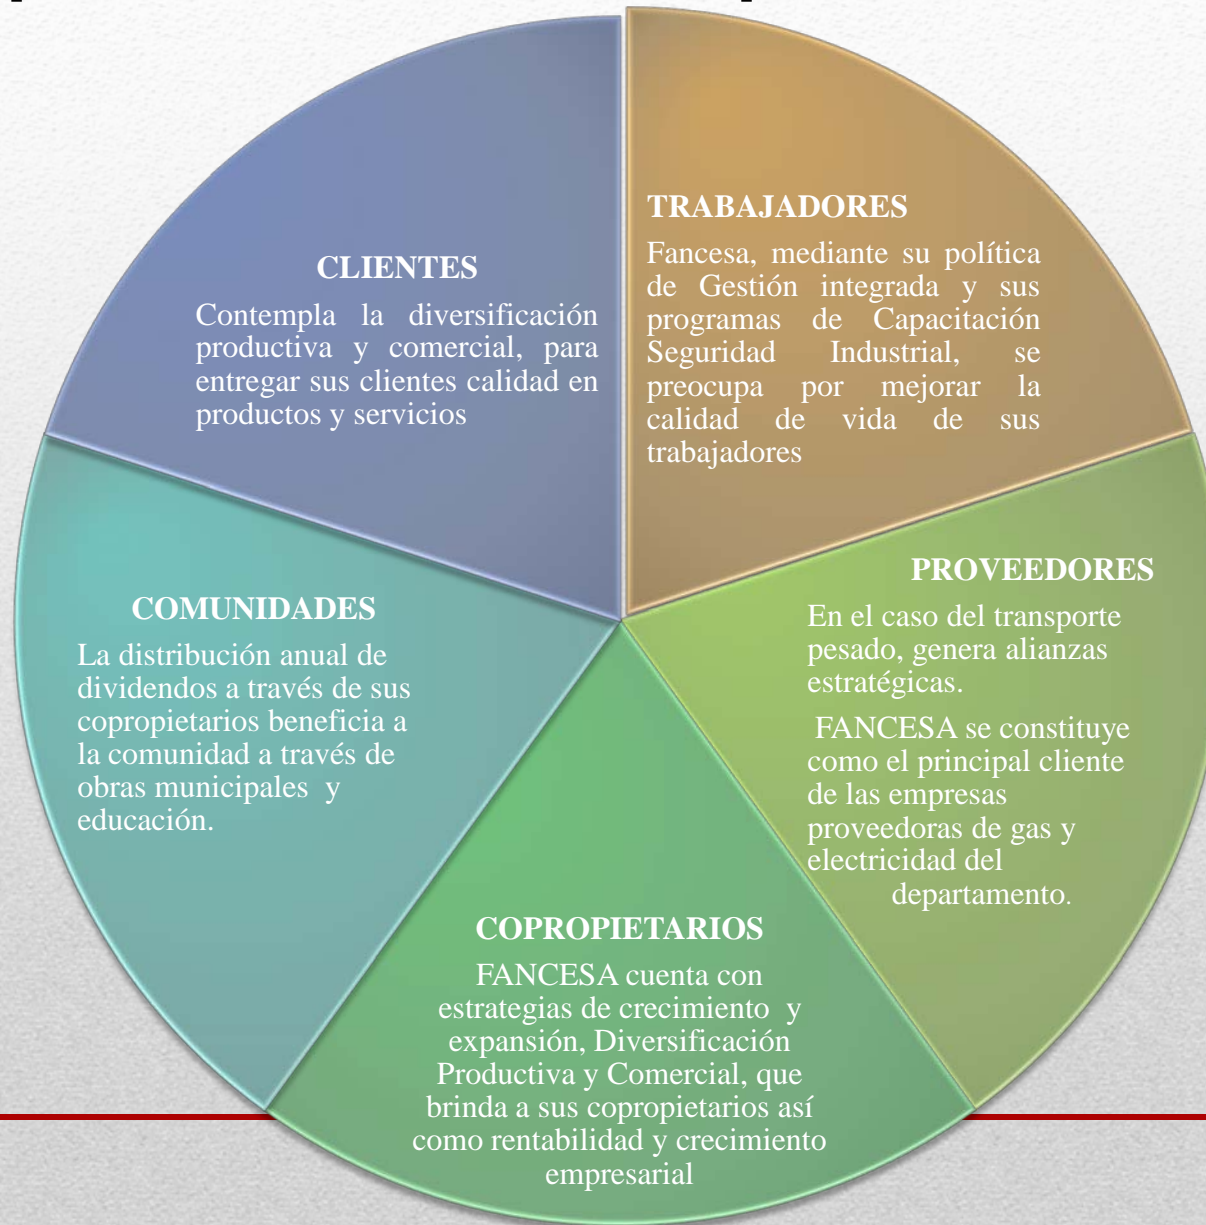 TRABAJADORES
Fancesa, mediante su política
de Gestión integrada y sus
programas de Capacitación
Seguridad Industrial, se
preocupa por mejorar la
calidad de vida de sus
trabajadores
PROVEEDORES
En el caso del transporte
pesado, genera alianzas
estratégicas.
FANCESA se constituye
como el principal cliente
de las empresas
proveedoras de gas y
electricidad del
departamento.
COPROPIETARIOS
FANCESA cuenta con
estrategias de crecimiento y
expansión, Diversificación
Productiva y Comercial, que
brinda a sus copropietarios así
como rentabilidad y crecimiento
empresarial
COMUNIDADES
La distribución anual de
dividendos a través de sus
copropietarios beneficia a
la comunidad a través de
obras municipales y
educación.
CLIENTES
Contempla la diversificación
productiva y comercial, para
entregar sus clientes calidad en
productos y servicios